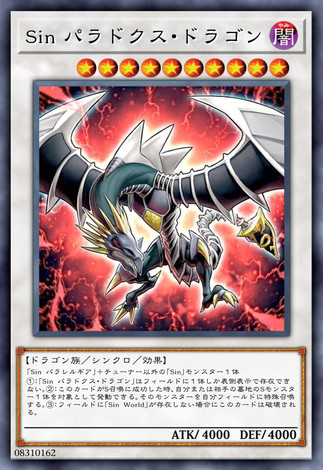 Sin パラドクス・ドラゴン
闇
やみ
【ドラゴン族/シンクロ/効果】
「Sin パラレルギア」+チューナー以外の「Sin」モンスター1体
①:「Sin パラドクス・ドラゴン」はフィールドに1体しか表側表示で存在でき
ない。②:このカードがS召喚に成功した時、自分または相手の墓地のSモンス
ター1体を対象として発動できる。そのモンスターを自分フィールドに特殊召喚
する。③:フィールドに「Sin World」が存在しない場合にこのカードは破壊され
る。
ATK/4000 DEF/4000
08310162